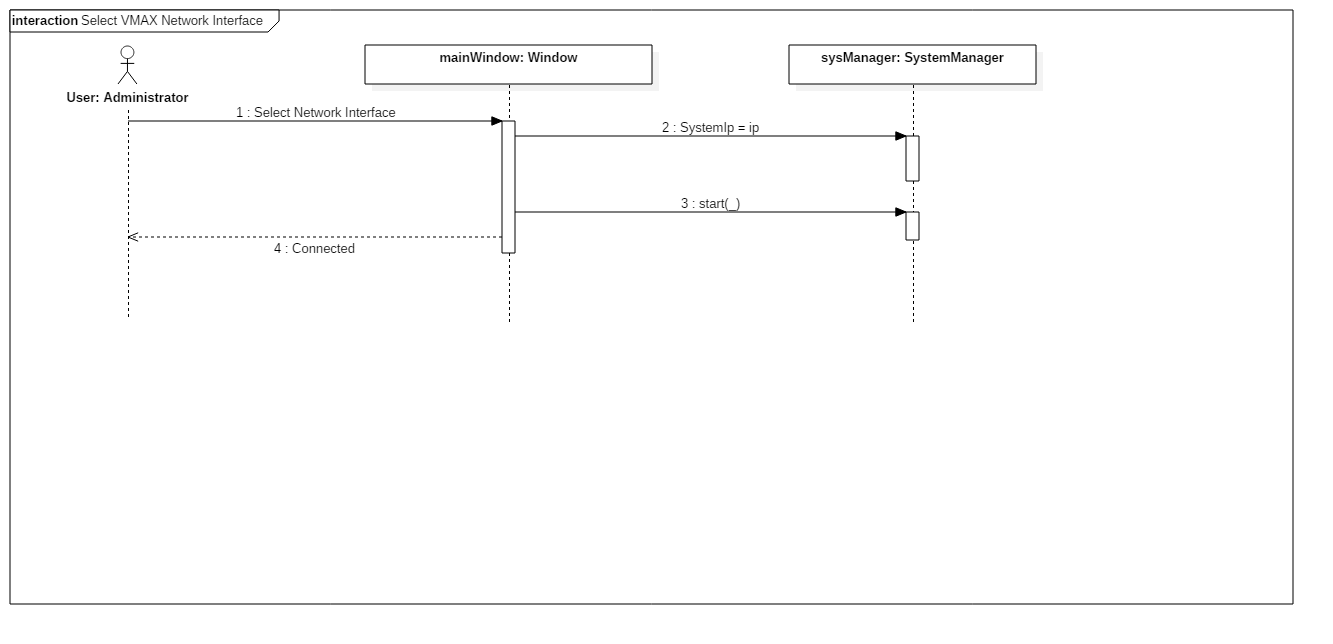 interaction Select VMAX Network Interface
mainWindow: Window
sysManager: SystemManager
User: Administrator
1 : Select Network Interface
2 : SystemIp = ip
3 : start(_)
4 : Connected